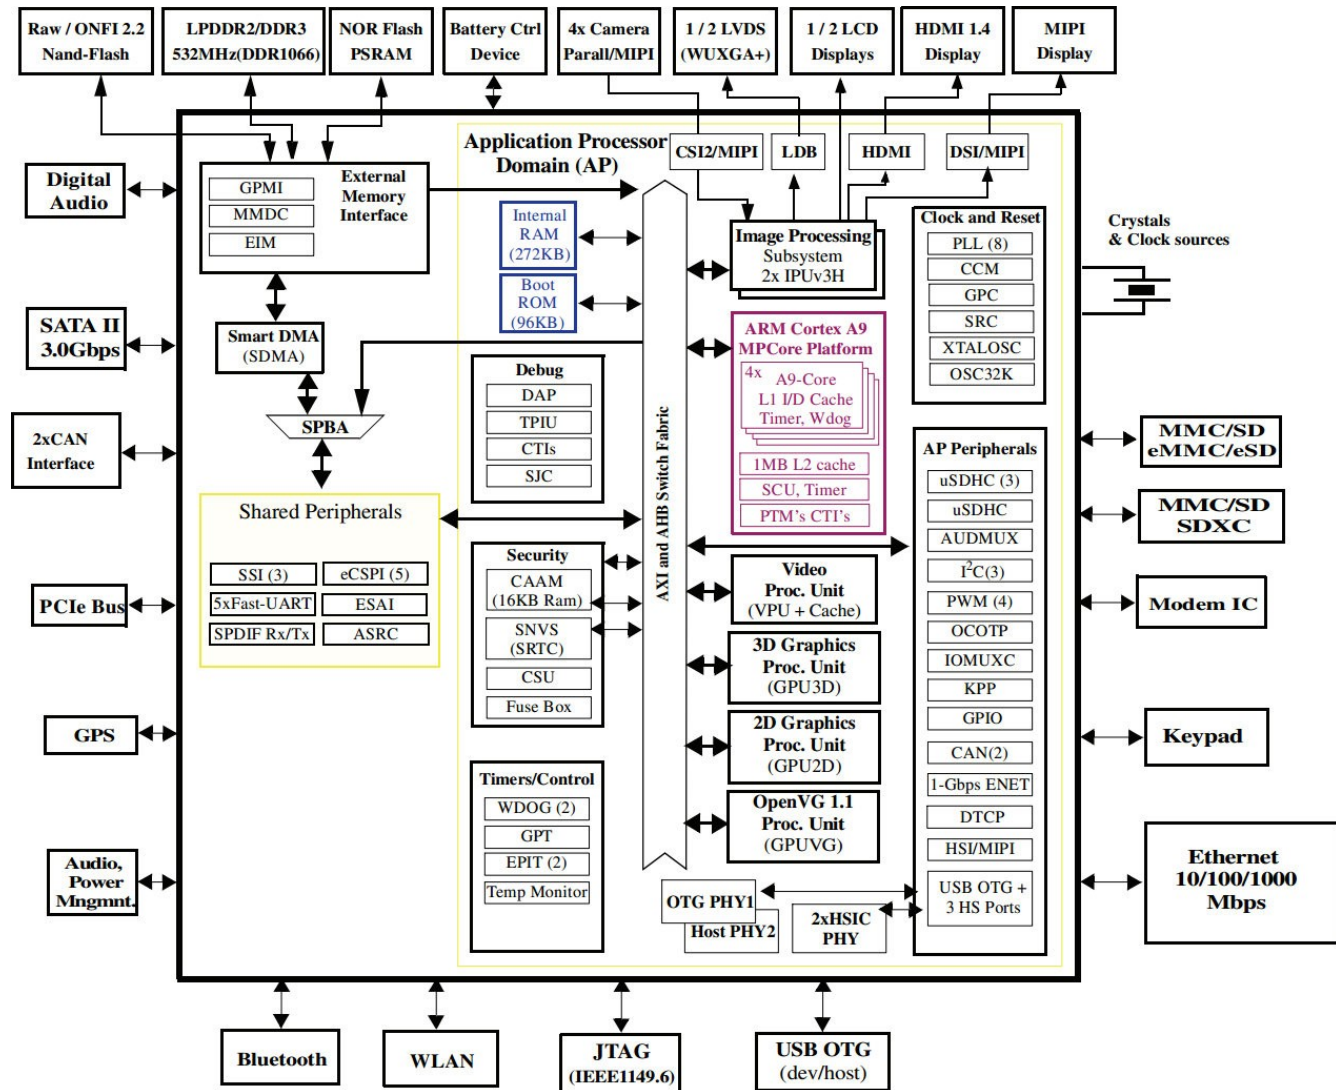 Raw / ONFI 2.2
Nand-Flash
LPDDR2/DDR3
532MHz(DDR1066)
NOR Flash
PSRAM
Battery Ctrl
Device
4x Camera
Parall/MIPI
1 / 2 LVDS
(WUXGA+)
1 / 2 LCD
Displays
HDMI 1.4
Display
MIPI
Display
Digital
Audio
SATA II
3.0Gbps
2xCAN
Interface
PCIe Bus
GPS
Audio,
Power
Mngmnt.
External
Memory
Interface
GPMI
MMDC
EIM
Smart DMA
(SDMA)
SPBA
Shared Peripherals
SSI (3)
eCSPI (5)
5xFast-UART
ESAI
SPDIF Rx/Tx
ASRC
Application Processor
Domain (AP)
Internal
RAM
(272KB)
Boot
ROM
(96KB)
Debug
DAP
TPIU
CTIs
SJC
Security
CAAM
(16KB Ram)
SNVS
(SRTC)
CSU
Fuse Box
Timers/Control
WDOG (2)
GPT
EPIT (2)
Temp Monitor
AXI and AHB Switch Fabric
CSI2/MIPI
LDB
HDMI
DSI/MIPI
Image Processing
Subsystem
2x IPUv3H
ARM Cortex A9
MPCore Platform
4x
A9-Core
L1 I/D Cache
Timer, Wdog
1MB L2 cache
SCU, Timer
PTM's CTI's
Video
Proc. Unit
(VPU + Cache)
3D Graphics
Proc. Unit
(GPU3D)
2D Graphics
Proc. Unit
(GPU2D)
OpenVG 1.1
Proc. Unit
(GPUVG)
OTG PHY1
Host PHY2
2xHSIC
PHY
Clock and Reset
PLL (8)
CCM
GPC
SRC
XTALOSC
OSC32K
AP Peripherals
uSDHC (3)
uSDHC
AUDMUX
I²C(3)
PWM (4)
OCOTP
IOMUXC
KPP
GPIO
CAN(2)
1-Gbps ENET
DTCP
HSI/MIPI
USB OTG +
3 HS Ports
Crystals
& Clock sources
MMC/SD
eMMC/eSD
MMC/SD
SDXC
Modem IC
Keypad
Ethernet
10/100/1000
Mbps
Bluetooth
WLAN
JTAG
(IEEE1149.6)
USB OTG
(dev/host)